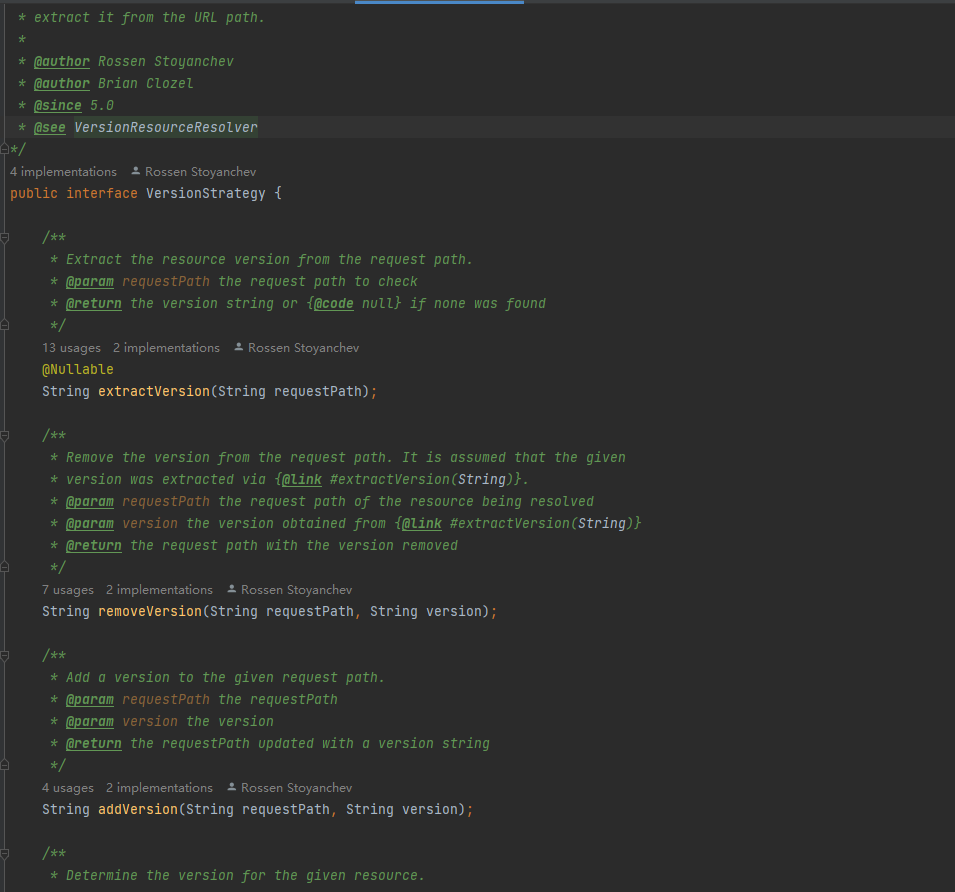 * extract it from the URL path.
*
* @author Rossen Stoyanchev
* @author Brian Clozel
* @since 5.0
* @see VersionResourceResolver
*/
4 implementations Rossen Stoyanchev
public interface VersionStrategy {
/**
* Extract the resource version from the request path.
* @param requestPath the request path to check
* @return the version string or {@code null} if none was found
*/
13 usages 2 implementations Rossen Stoyanchev
@Nullable
String extractVersion(String requestPath);
/**
* Remove the version from the request path. It is assumed that the given
* version was extracted via {@link #extractVersion(String)}.
* @param requestPath the request path of the resource being resolved
* @param version the version obtained from {@link #extractVersion(String)}
* @return the request path with the version removed
*/
7 usages 2 implementations Rossen Stoyanchev
String removeVersion(String requestPath, String version);
/**
* Add a version to the given request path.
* @param requestPath the requestPath
* @param version the version
* @return the requestPath updated with a version string
*/
4 usages 2 implementations Rossen Stoyanchev
String addVersion(String requestPath, String version);
/**
* Determine the version for the given resource.